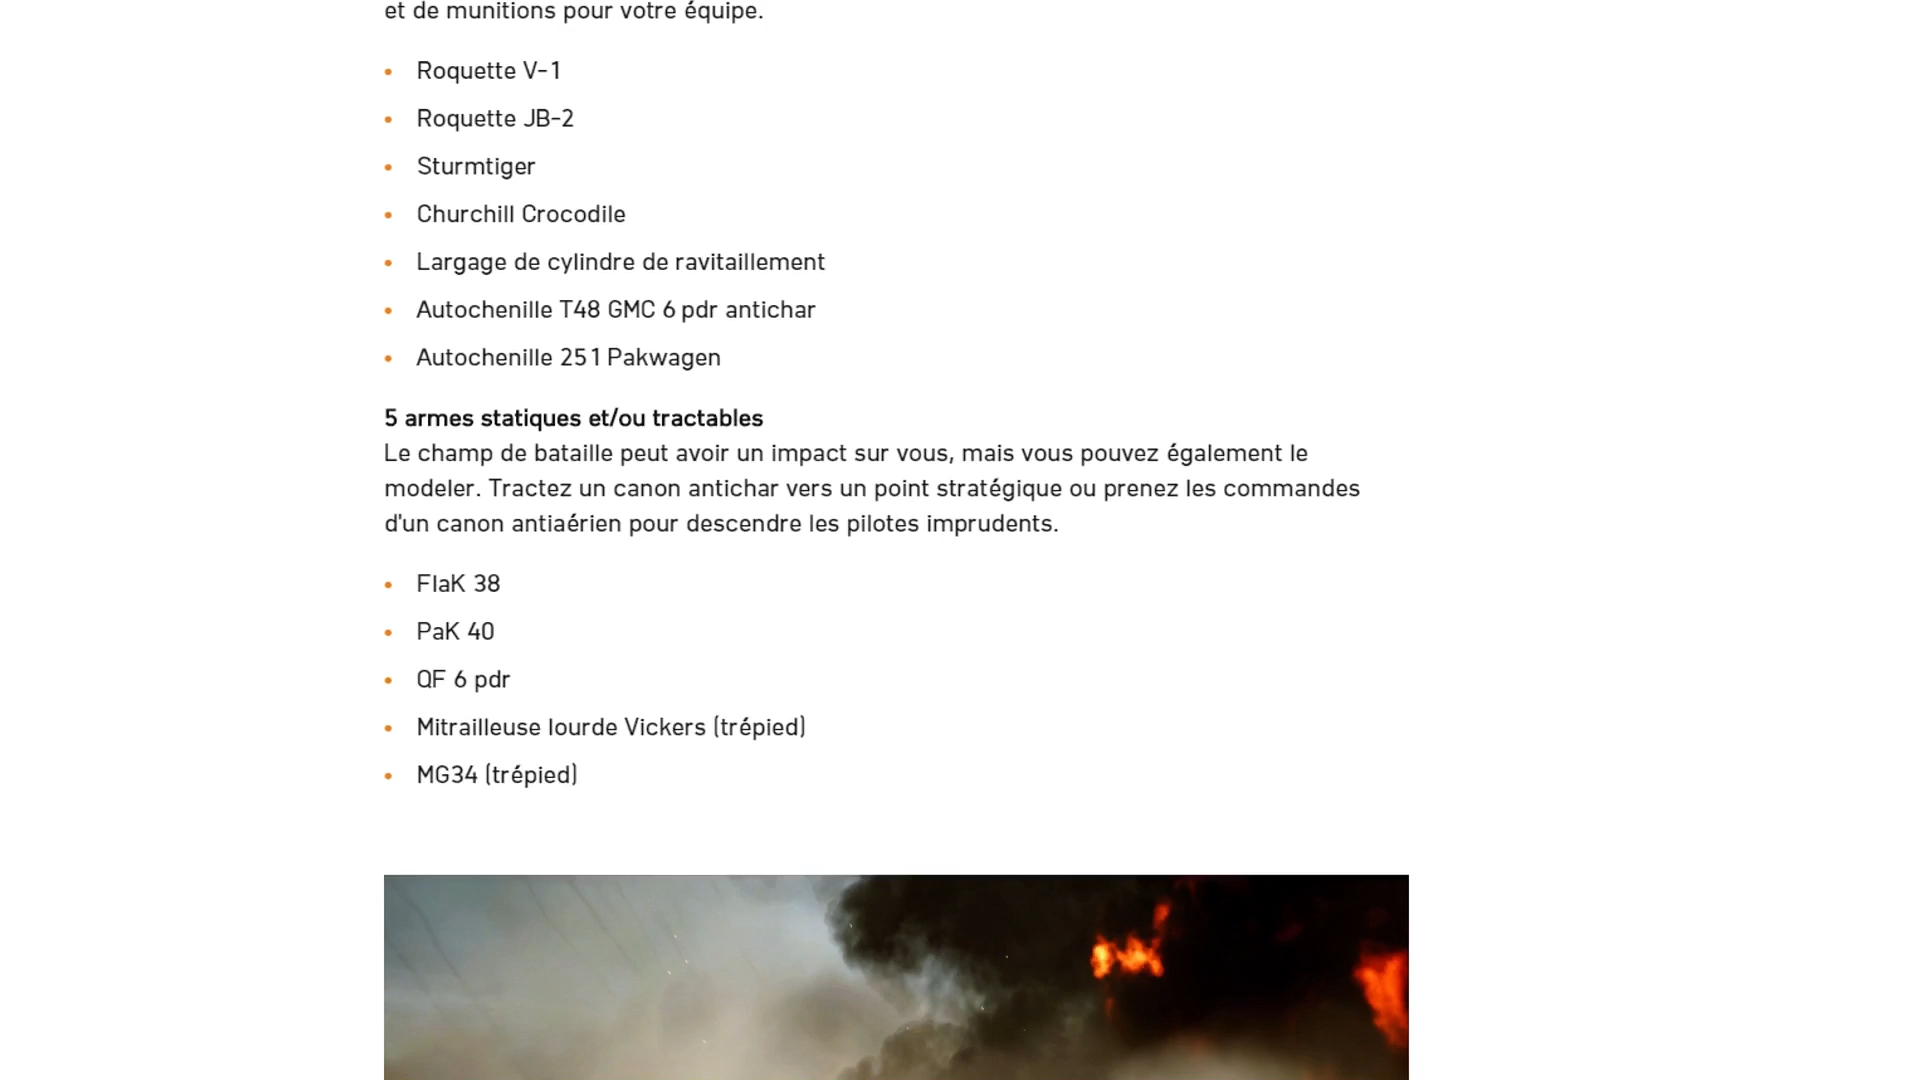 et de munitions pour votre équipe.
• Roquette V-1
• Roquette JB-2
• Sturmtiger
• Churchill Crocodile
• Largage de cylindre de ravitaillement
• Autochenille T48 GMC 6 pdr antichar
• Autochenille 251 Pakwagen
5 armes statiques et/ou tractables
Le champ de bataille peut avoir un impact sur vous, mais vous pouvez également le
modeler. Tractez un canon antichar vers un point stratégique ou prenez les commandes
d'un canon antiaérien pour descendre les pilotes imprudents.
• FlaK 38
• PaK 40
• QF 6 pdr
• Mitrailleuse lourde Vickers (trépied)
• MG34 (trépied)